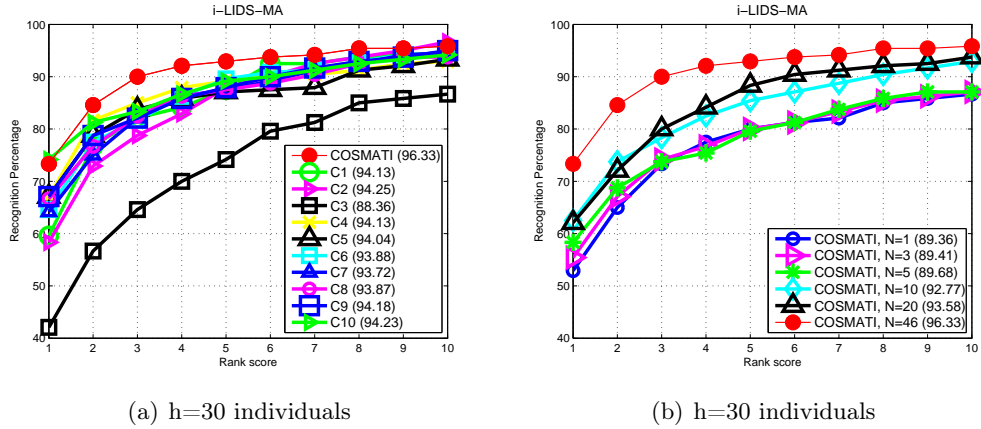 i−LIDS−MA
Recognition Percentage
100
90
80
70
60
50
40
1 2 3 4 5 6 7 8 9 10
Rank score
COSMATI (96.33)
C1 (94.13)
C2 (94.25)
C3 (88.36)
C4 (94.13)
C5 (94.04)
C6 (93.88)
C7 (93.72)
C8 (93.87)
C9 (94.18)
C10 (94.23)
(a) h=30 individuals
i−LIDS−MA
Recognition Percentage
100
90
80
70
60
50
40
1 2 3 4 5 6 7 8 9 10
Rank score
COSMATI, N=1 (89.36)
COSMATI, N=3 (89.41)
COSMATI, N=5 (89.68)
COSMATI, N=10 (92.77)
COSMATI, N=20 (93.58)
COSMATI, N=46 (96.33)
(b) h=30 individuals